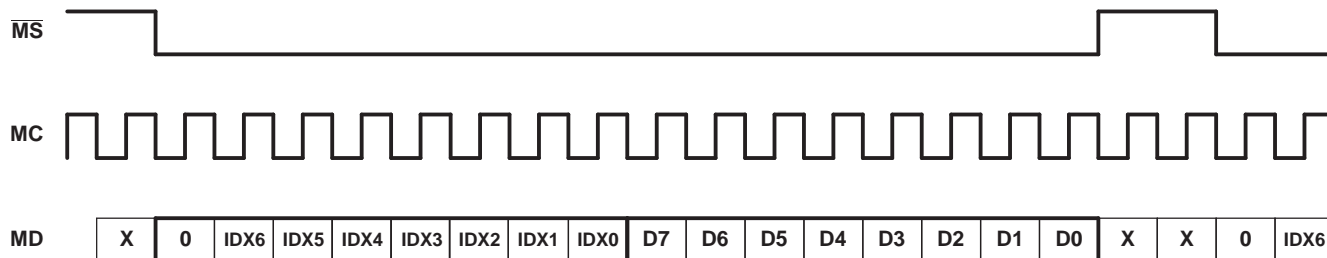 MS
MC
MD X 0 IDX6 IDX5 IDX4 IDX3 IDX2 IDX1 IDX0 D7 D6 D5 D4 D3 D2 D1 D0 X X 0 IDX6